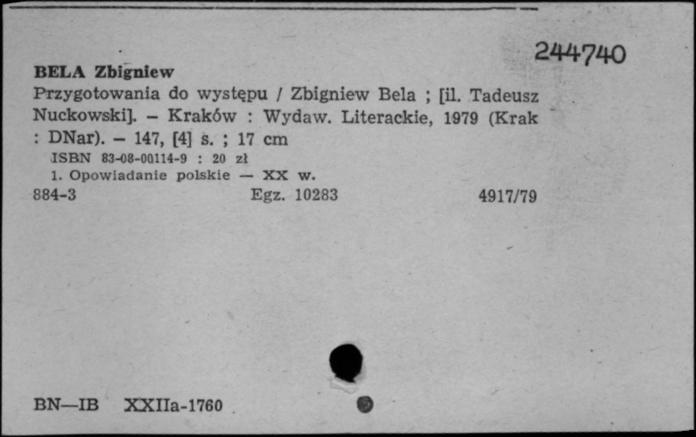 244740
BELA Zbigniew
Przygotowania do występu / Zbigniew Bela ; [il. Tadeusz
Nuckowski]. — Kraków : Wydaw. Literackie, 1979 (Krak
: DNar). — 147, [4] s. ; 17 cm
ISBN 83-08-00114-9 : 20 zł
1. Opowiadanie polskie — XX w.
884-3 Egz. 10283 4917/79
BN—IB XXIIa-1760